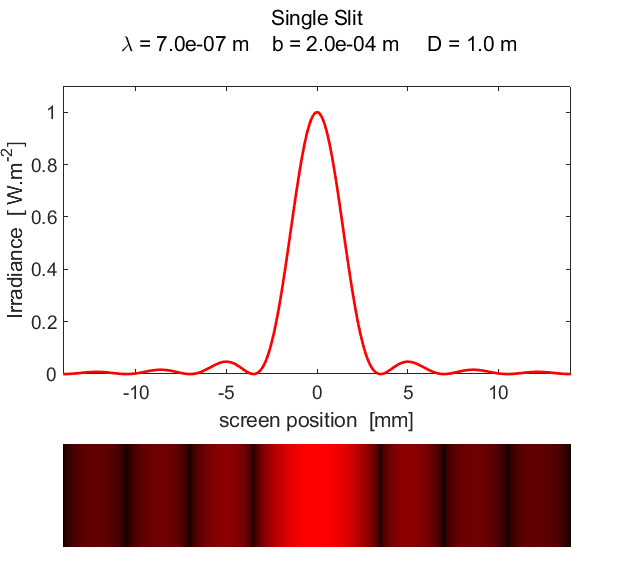 Single Slit
λ = 7.0e-07 m b = 2.0e-04 m D = 1.0 m
Irradiance [ W.m-2]
1
0.8
0.6
0.4
0.2
0
-10 -5 0 5 10
screen position [mm]